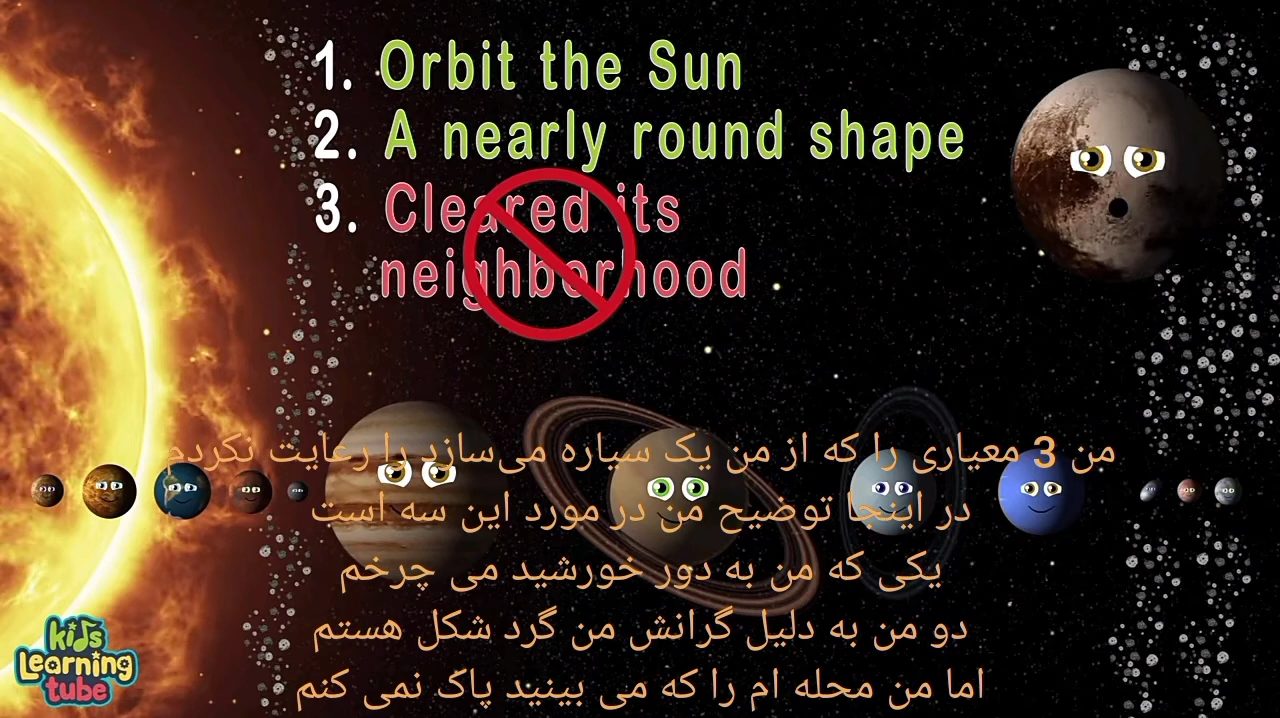 1. Orbit the Sun
2. A nearly round shape
3. Cleared its
neighborhood
من 3 معیاری را که از من یک سیاره می‌سازد را رعایت نکردم
در اینجا توضیح من در مورد این سه است
یکی که من به دور خورشید می چرخم
دو من به دلیل گرانش من گرد شکل هستم
اما من محله ام را که می بینید پاک نمی کنم
kids
Learning
tube